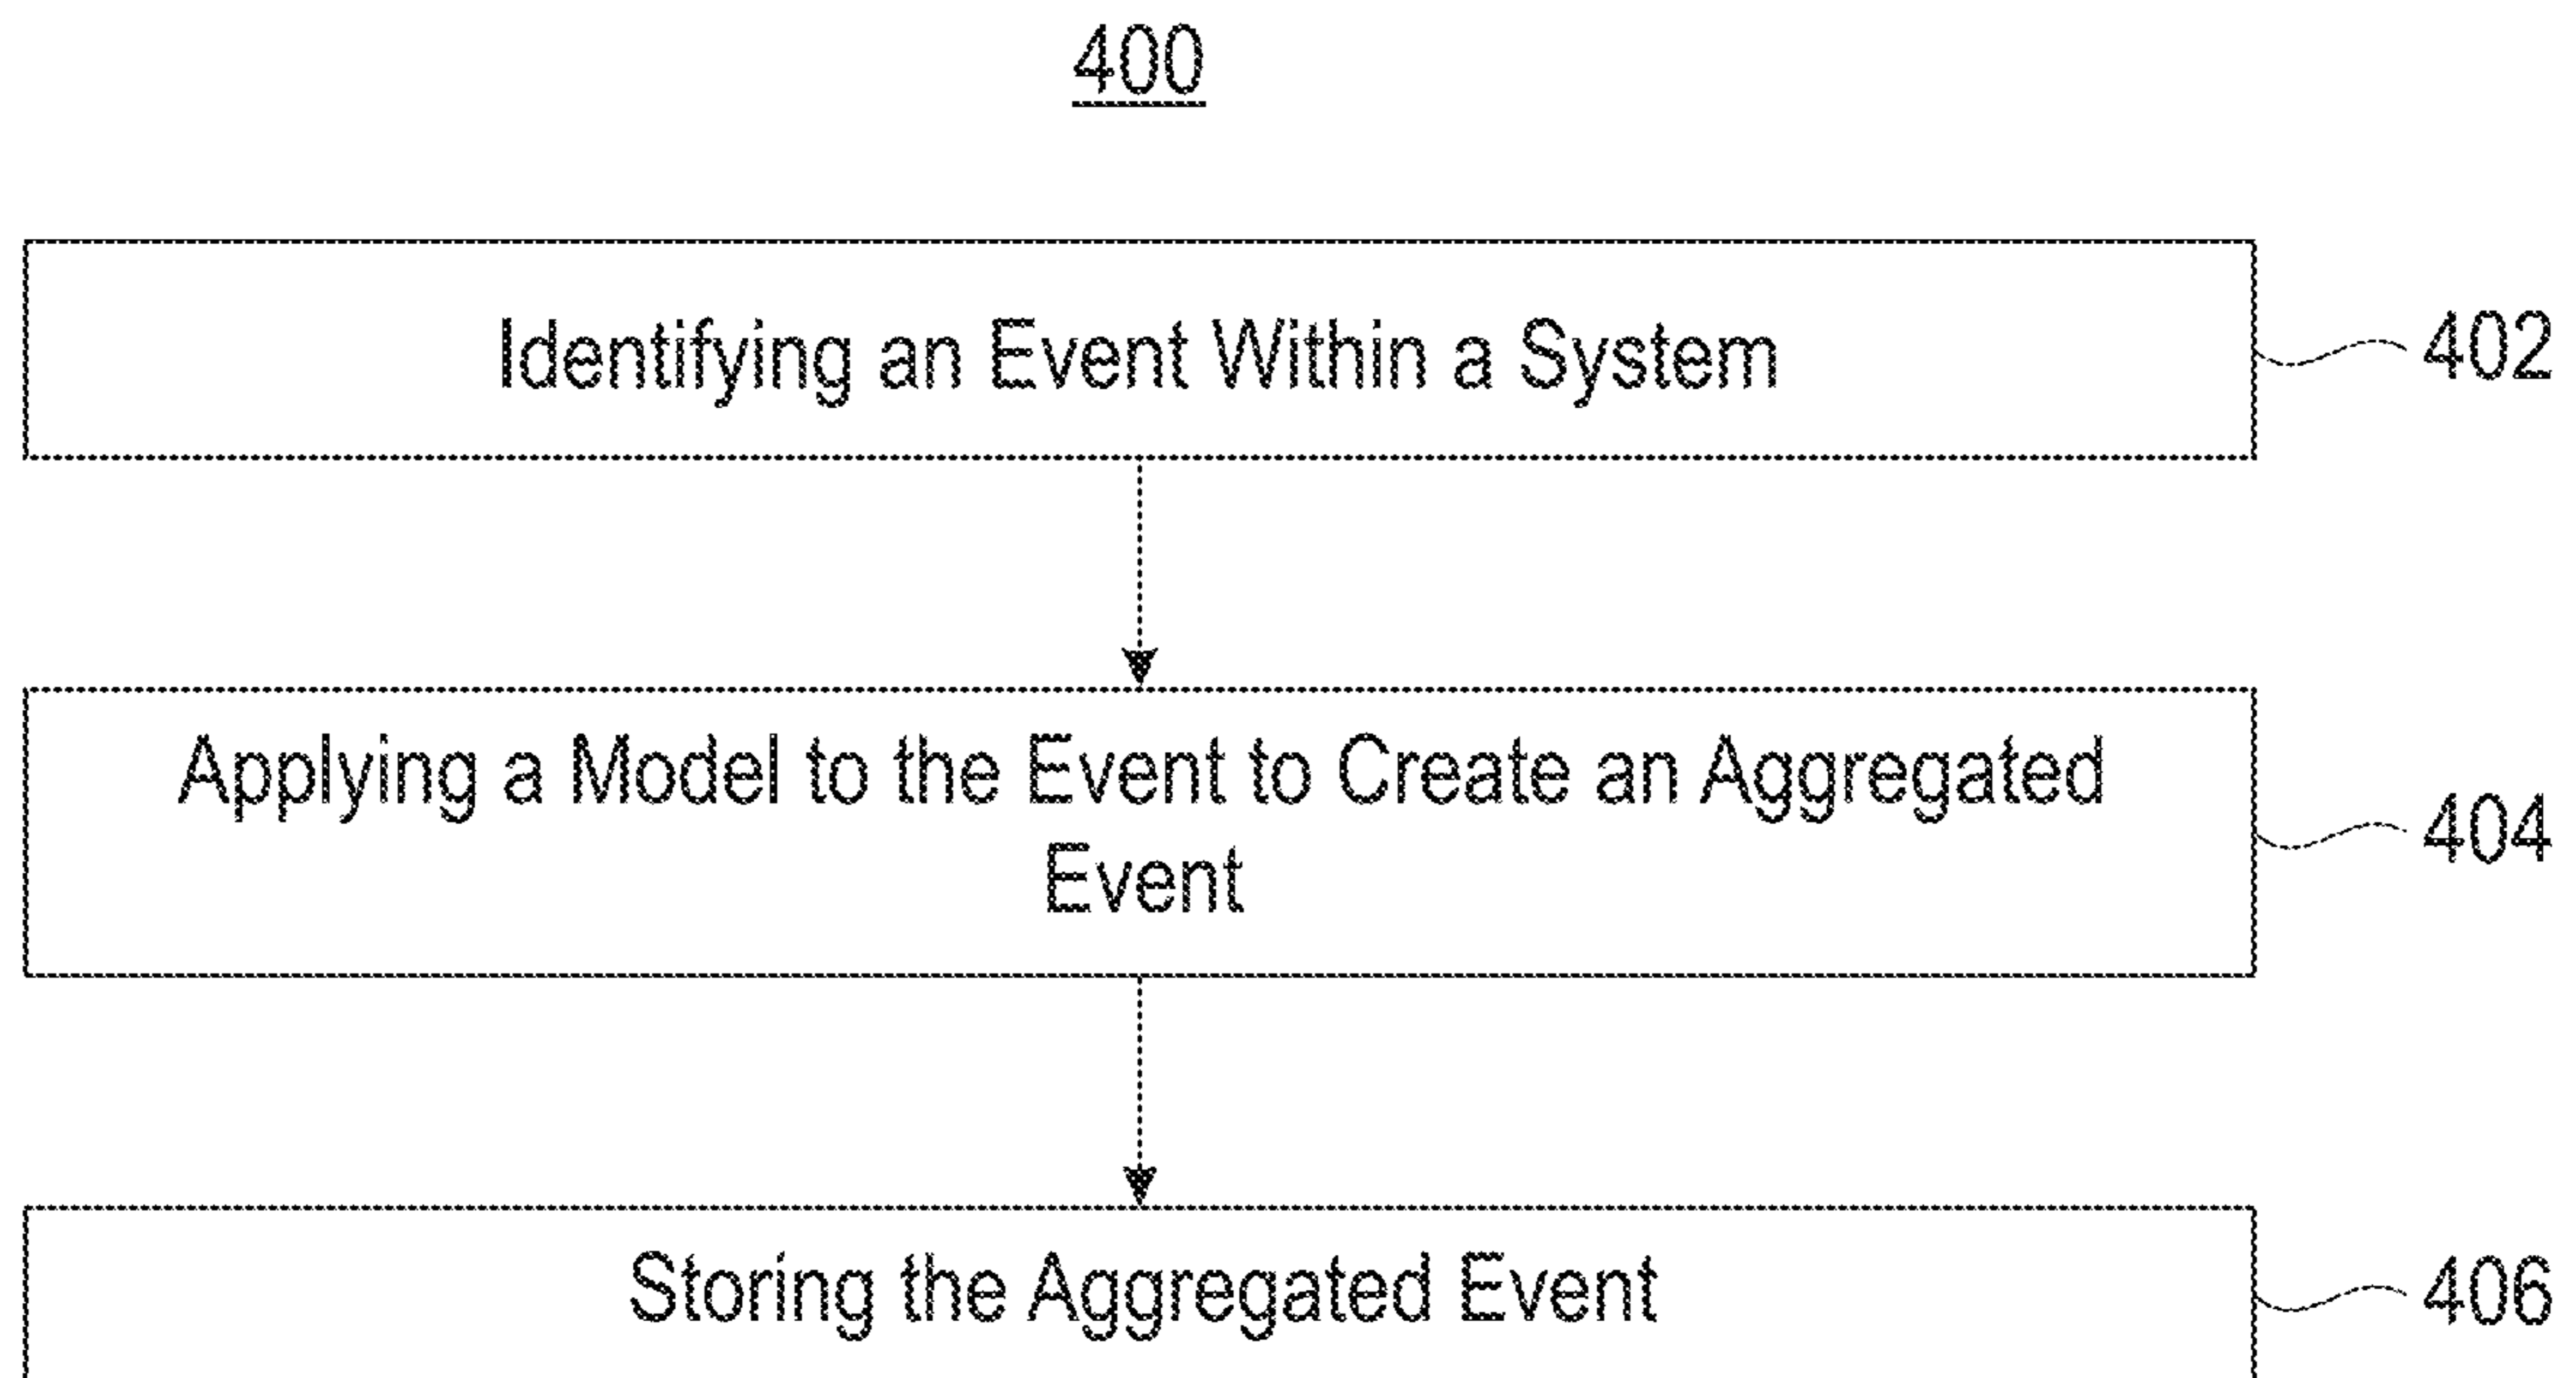 400
Identifying an Event Within a System
402
Applying a Model to the Event to Create an Aggregated
Event
404
Storing the Aggregated Event
406